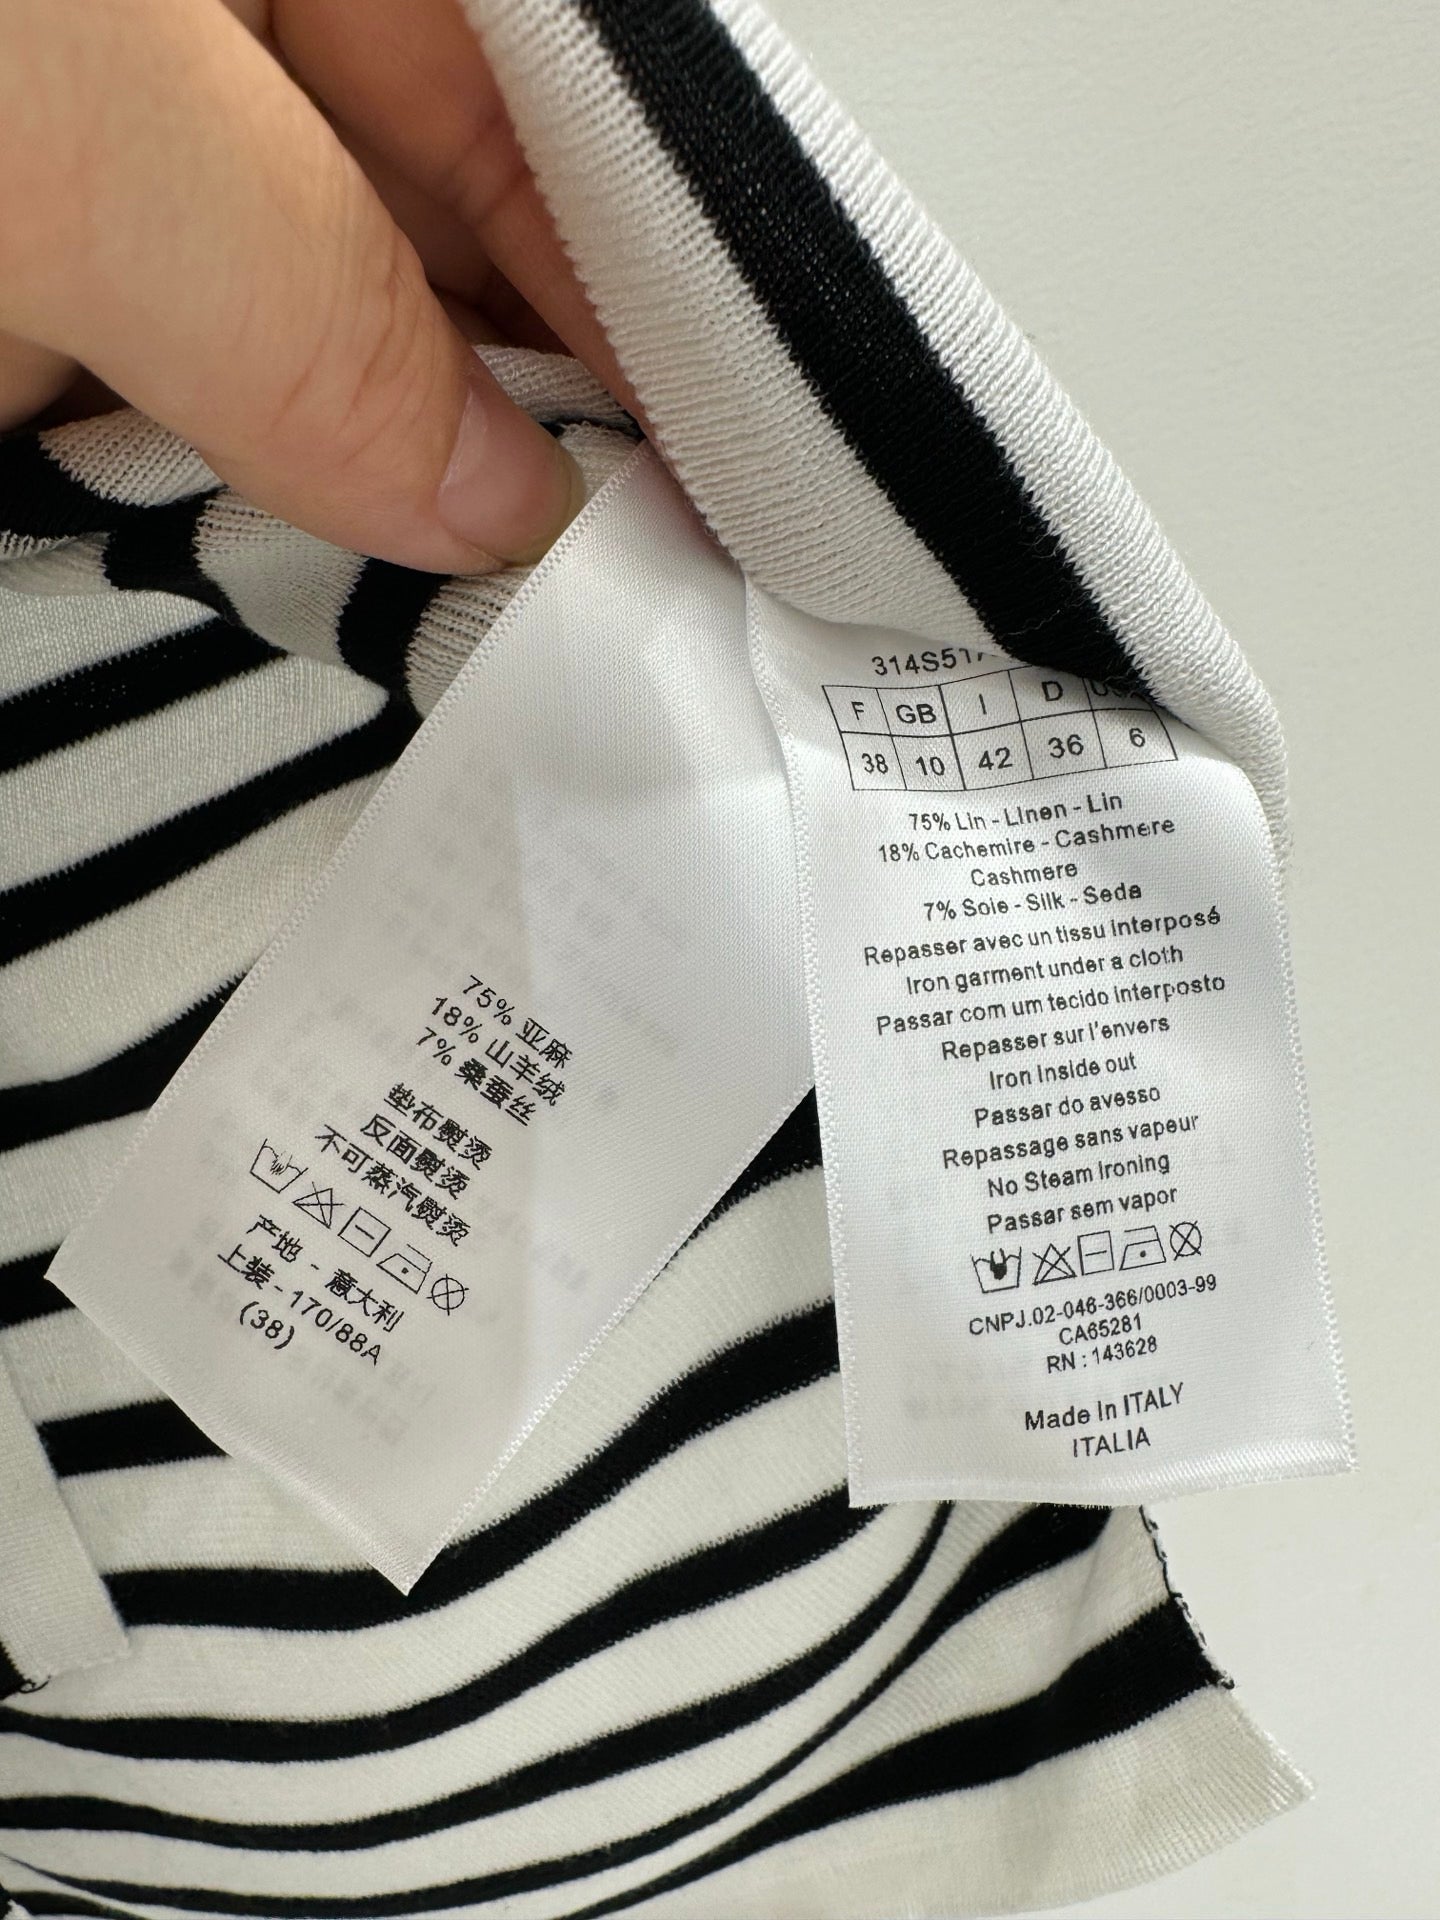 75% 亚麻
18% 山羊绒
7% 桑蚕丝
垫布熨烫
反面熨烫
不可蒸汽熨烫
产地 - 意大利
上装 - 170/88A
(38)
314S517
F GB I D
38 10 42 36 6
75% Lin - Linen - Lin
18% Cachemire - Cashmere
Cashmere
7% Soie - Silk - Seda
Repasser avec un tissu interposé
Iron garment under a cloth
Passar com um tecido interposto
Repasser sur l'envers
Iron inside out
Passar do avesso
Repassage sans vapeur
No Steam Ironing
Passar sem vapor
CNPJ.02-046-366/0003-99
CA65281
RN : 143628
Made in ITALY
ITALIA